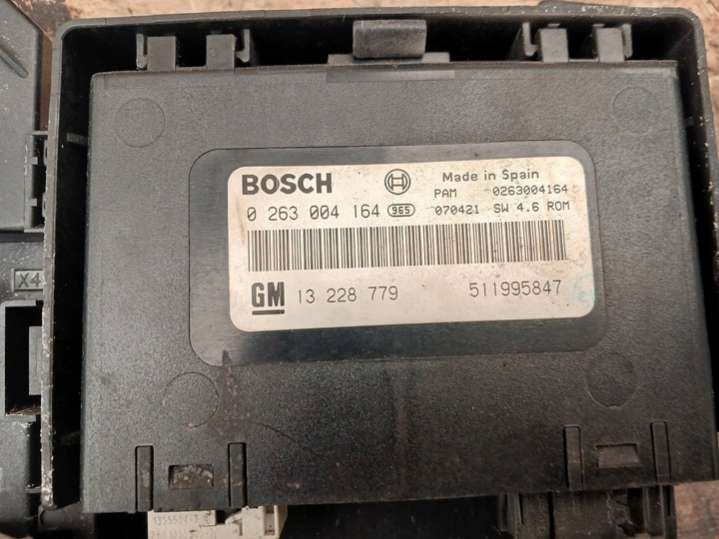 BOSCH Made in Spain
PAM 0263004164
0 263 004 164 965 070421 SW 4.6 ROM
GM 13 228 779 511995847
X4